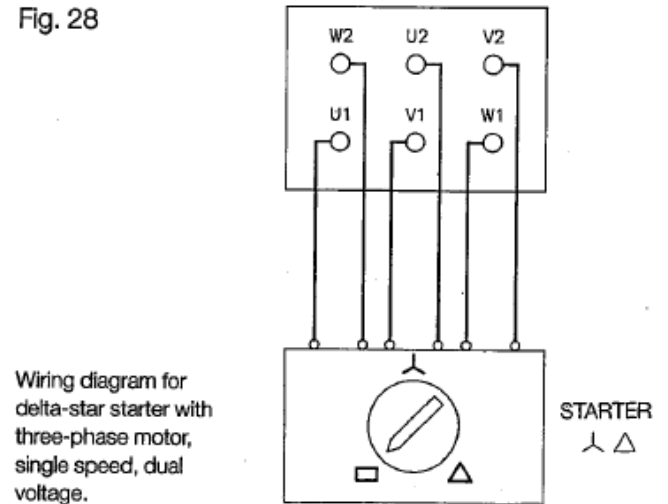 Fig. 28
W2 U2 V2
U1 V1 W1
Wiring diagram for
delta-star starter with
three-phase motor,
single speed, dual
voltage.
STARTER